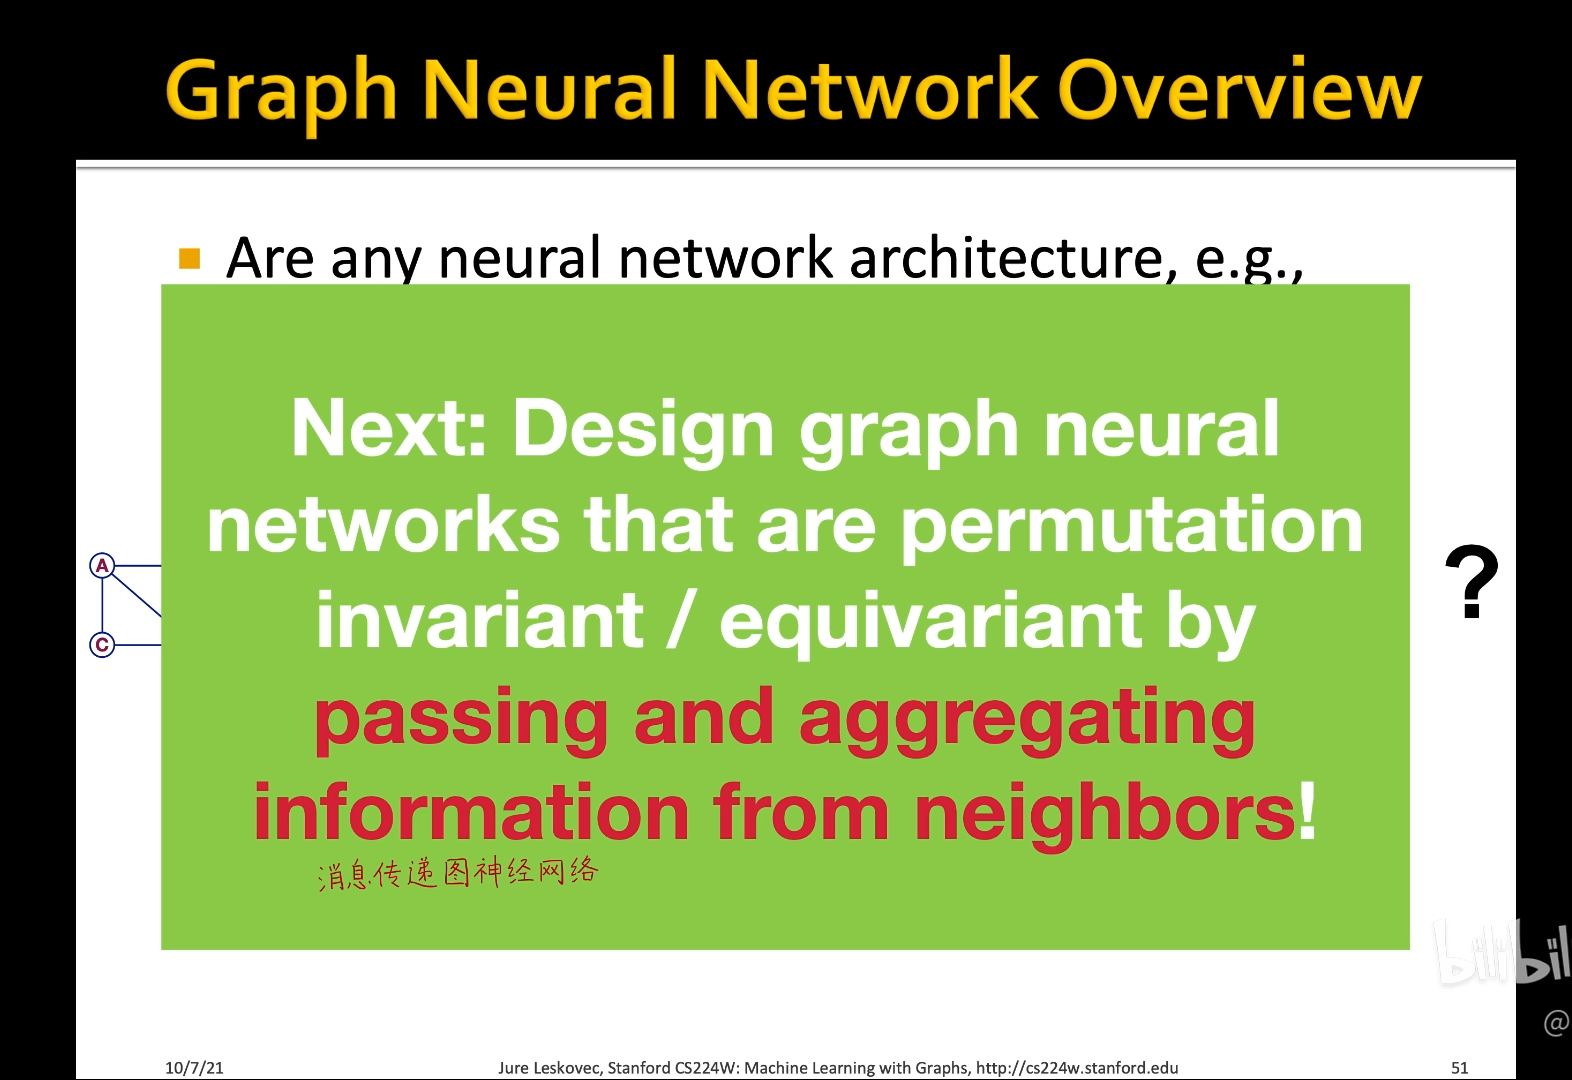 Graph Neural Network Overview
Are any neural network architecture, e.g.,
Next: Design graph neural
networks that are permutation
invariant / equivariant by
passing and aggregating
information from neighbors!
消息传递图神经网络
A
C
?
bilibil
@
10/7/21
Jure Leskovec, Stanford CS224W: Machine Learning with Graphs, http://cs224w.stanford.edu
51